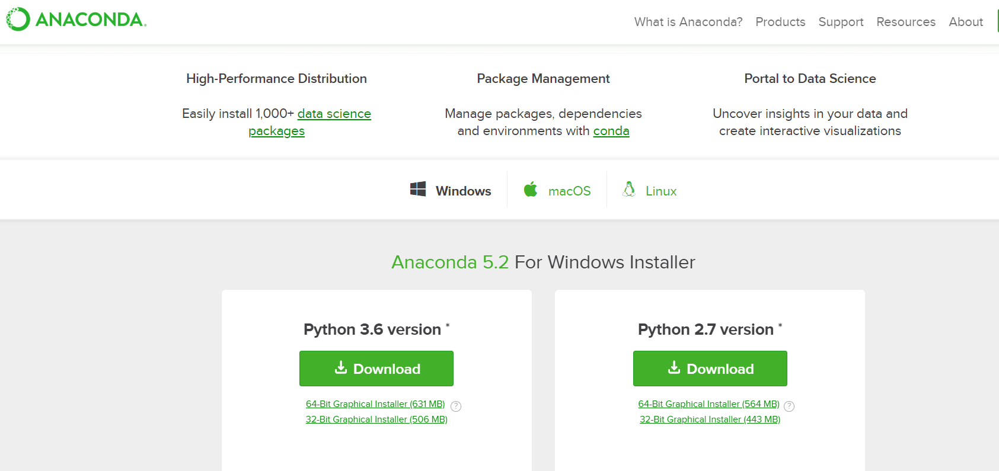 ANACONDA.
What is Anaconda? Products Support Resources About
High-Performance Distribution
Easily install 1,000+ data science
packages
Package Management
Manage packages, dependencies
and environments with conda
Portal to Data Science
Uncover insights in your data and
create interactive visualizations
Windows macOS Linux
Anaconda 5.2 For Windows Installer
Python 3.6 version *
Download
64-Bit Graphical Installer (631 MB) ?
32-Bit Graphical Installer (506 MB)
Python 2.7 version *
Download
64-Bit Graphical Installer (564 MB) ?
32-Bit Graphical Installer (443 MB)